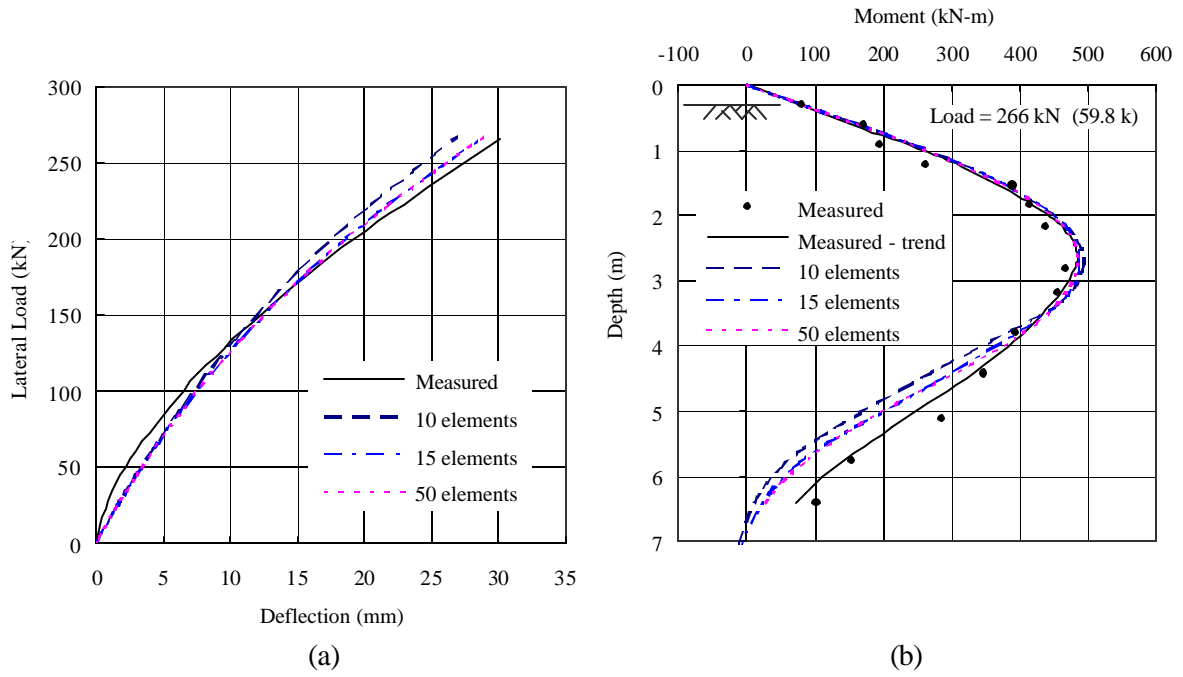 300
250
200
150
100
50
0
Lateral Load (kN)
0 5 10 15 20 25 30 35
Deflection (mm)
Measured
10 elements
15 elements
50 elements
(a)
Moment (kN-m)
-100 0 100 200 300 400 500 600
0
1
2
3
4
5
6
7
Depth (m)
Load = 266 kN (59.8 k)
Measured
Measured - trend
10 elements
15 elements
50 elements
(b)